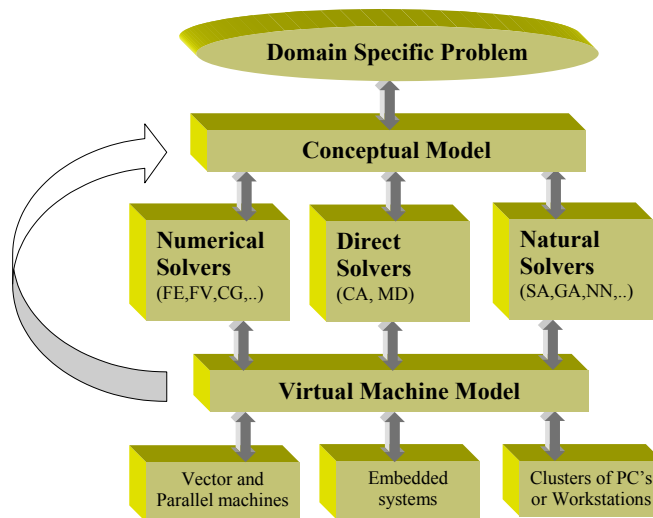 Domain Specific Problem
Conceptual Model
Numerical
Solvers
(FE,FV,CG,..)
Direct
Solvers
(CA, MD)
Natural
Solvers
(SA,GA,NN,..)
Virtual Machine Model
Vector and
Parallel machines
Embedded
systems
Clusters of PC's
or Workstations